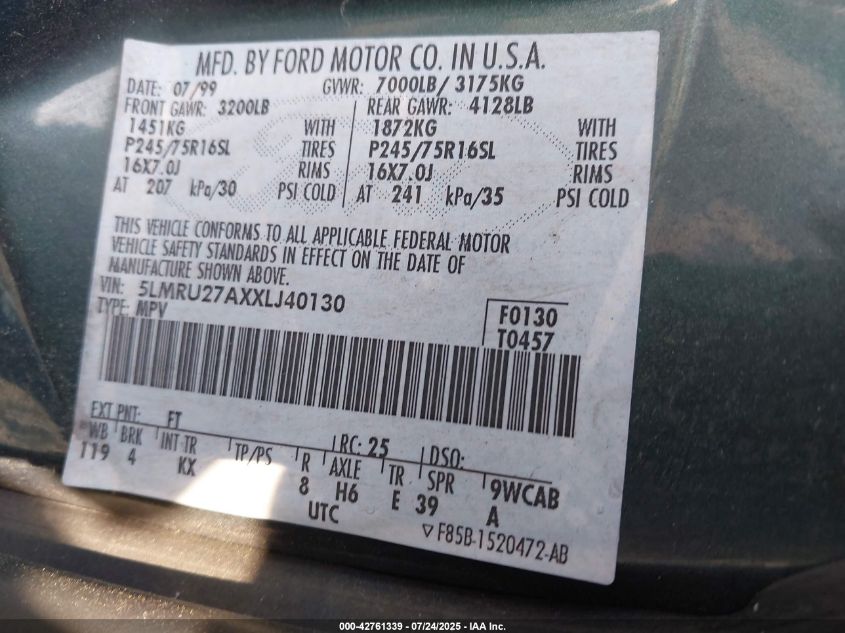 MFD. BY FORD MOTOR CO. IN U.S.A.
DATE: 07/99 GVWR: 7000LB/ 3175KG
FRONT GAWR: 3200LB REAR GAWR: 4128LB
1451KG WITH 1872KG WITH
P245/75R16SL TIRES P245/75R16SL TIRES
16X7.0J RIMS 16X7.0J RIMS
AT 207 kPa/30 PSI COLD AT 241 kPa/35 PSI COLD
THIS VEHICLE CONFORMS TO ALL APPLICABLE FEDERAL MOTOR
VEHICLE SAFETY STANDARDS IN EFFECT ON THE DATE OF
MANUFACTURE SHOWN ABOVE.
VIN: 5LMRU27AXXLJ40130
TYPE: MPV
F0130
T0457
EXT PNT: FT RC: 25 DSO:
WB BRK INT TR TP/PS R AXLE TR SPR 9WCAB
119 4 KX 8 H6 E 39 A
UTC
▽F85B-1520472-AB
000-42761339 | 07/24/2025 | IAA Inc.